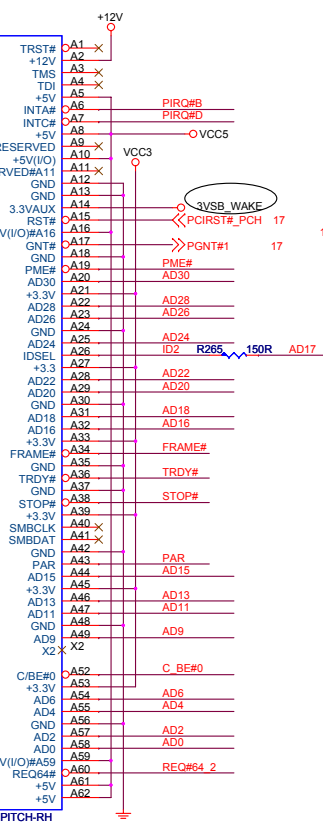 +12V
TRST# A1
+12V A2
TMS A3
TDI A4
+5V A5
INTA# A6 PIRQ#B
INTC# A7 PIRQ#D
+5V A8 VCC5
RESERVED A9
+5V(I/O) A10 VCC3
RVED#A11 A11
GND A12
GND A13
3.3VAUX A14 3VSB_WAKE
RST# A15 PCIRST#_PCH 17
V(I/O)#A16 A16 1
GNT# A17 PGNT#1 17
GND A18
PME# A19 PME#
AD30 A20 AD30
+3.3V A21
AD28 A22 AD28
AD26 A23 AD26
GND A24
AD24 A25 AD24
IDSEL A26 ID2 R265 150R AD17
+3.3 A27
AD22 A28 AD22
AD20 A29 AD20
GND A30
AD18 A31 AD18
AD16 A32 AD16
+3.3V A33
FRAME# A34 FRAME#
GND A35
TRDY# A36 TRDY#
GND A37
STOP# A38 STOP#
+3.3V A39
SMBCLK A40
SMBDAT A41
GND A42
PAR A43 PAR
AD15 A44 AD15
+3.3V A45
AD13 A46 AD13
AD11 A47 AD11
GND A48
AD9 A49 AD9
X2 X2
C/BE#0 A52 C_BE#0
+3.3V A53
AD6 A54 AD6
AD4 A55 AD4
GND A56
AD2 A57 AD2
AD0 A58 AD0
V(I/O)#A59 A59
REQ64# A60 REQ#64_2
+5V A61
+5V A62
PITCH-RH